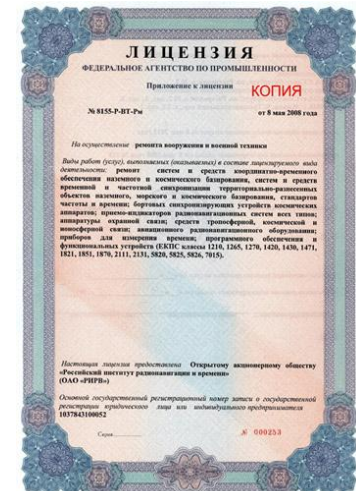 ЛИЦЕНЗИЯ
ФЕДЕРАЛЬНОЕ АГЕНТСТВО ПО ПРОМЫШЛЕННОСТИ
Приложение к лицензии
КОПИЯ
№ 8155-Р-ВТ-Рм
от 8 мая 2008 года
На осуществление ремонта вооружения и военной техники
Виды работ (услуг), выполняемых (оказываемых) в составе лицензируемого вида
деятельности: ремонт систем и средств координатно-временного
обеспечения наземного и космического базирования, систем и средств
временной и частотной синхронизации территориально-разнесенных
объектов наземного, морского и космического базирования, стандартов
частоты и времени; бортовых синхронизирующих устройств космических
аппаратов; приемо-индикаторов радионавигационных систем всех типов;
аппаратуры охранной связи; средств тропосферной, космической и
ионосферной связи; авиационного радионавигационного оборудования;
приборов для измерения времени; программного обеспечения и
функциональных устройств (ЕКПС классы 1210, 1265, 1270, 1420, 1430, 1471,
1821, 1851, 1870, 2111, 2131, 5820, 5825, 5826, 7015).
Настоящая лицензия предоставлена Открытому акционерному обществу
«Российский институт радионавигации и времени»
(ОАО «РИРВ»)
Основной государственный регистрационный номер записи о государственной
регистрации юридического лица или индивидуального предпринимателя
1037843100052
Серия
№ 000253